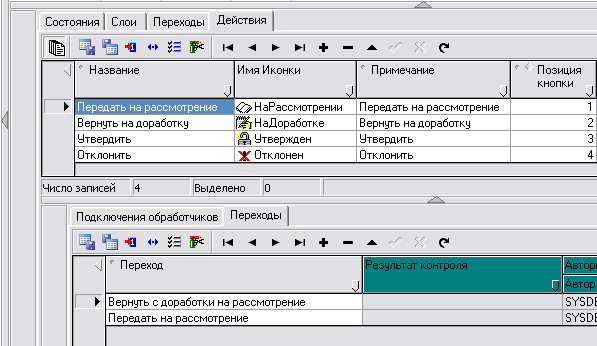 Состояния Слои Переходы Действия
Название Имя Иконки Примечание Позиция кнопки
Передать на рассмотрение НаРассмотрении Передать на рассмотрение 1
Вернуть на доработку НаДоработке Вернуть на доработку 2
Утвердить Утвержден Утвердить 3
Отклонить Отклонен Отклонить 4
Число записей 4 Выделено 0
Подключения обработчиков Переходы
Переход Результат контроля Автор
Автор
Вернуть с доработки на рассмотрение SYSDE
Передать на рассмотрение SYSDE